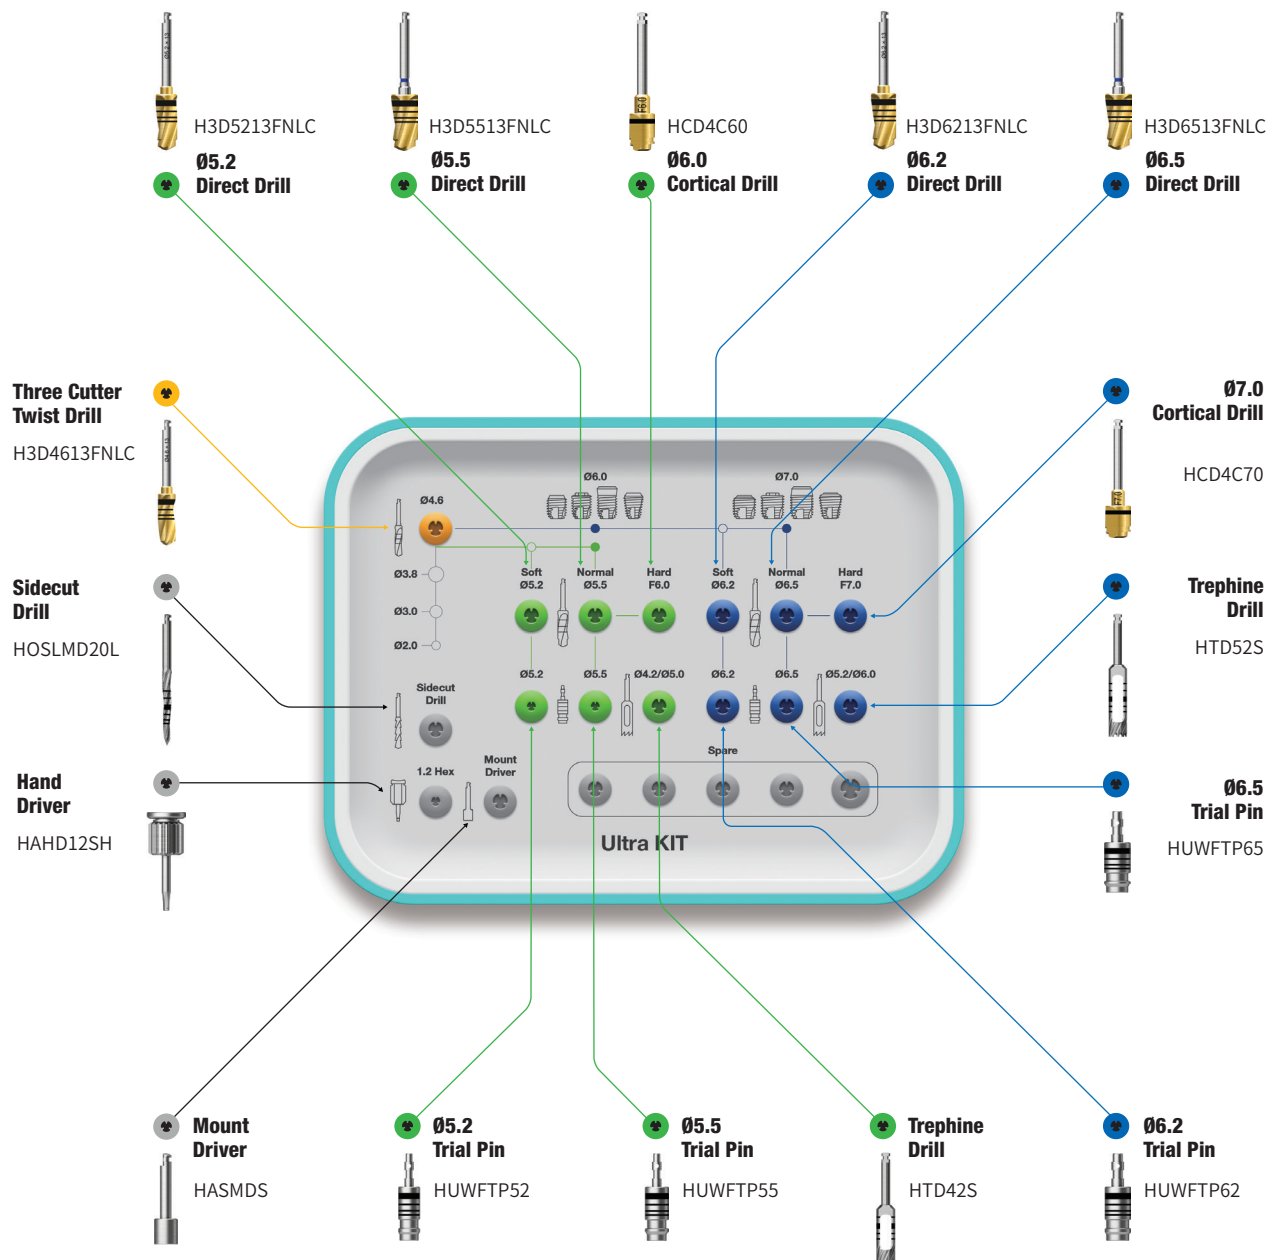 H3D5213FNLC
Ø5.2
Direct Drill
H3D5513FNLC
Ø5.5
Direct Drill
HCD4C60
Ø6.0
Cortical Drill
H3D6213FNLC
Ø6.2
Direct Drill
H3D6513FNLC
Ø6.5
Direct Drill
F6.0
Three Cutter
Twist Drill
H3D4613FNLC
Sidecut
Drill
HOSLMD20L
Hand
Driver
HAHD12SH
Ø6.0
Ø7.0
Ø4.6
Ø3.8
Ø3.0
Ø2.0
Soft
Ø5.2
Normal
Ø5.5
Hard
F6.0
Soft
Ø6.2
Normal
Ø6.5
Hard
F7.0
Ø5.2
Ø5.5
Ø4.2/Ø5.0
Ø6.2
Ø6.5
Ø5.2/Ø6.0
Sidecut
Drill
1.2 Hex
Mount
Driver
Spare
Ultra KIT
Ø7.0
Cortical Drill
HCD4C70
F7.0
Trephine
Drill
HTD52S
Ø6.5
Trial Pin
HUWFTP65
Mount
Driver
HASMDS
Ø5.2
Trial Pin
HUWFTP52
Ø5.5
Trial Pin
HUWFTP55
Trephine
Drill
HTD42S
Ø6.2
Trial Pin
HUWFTP62